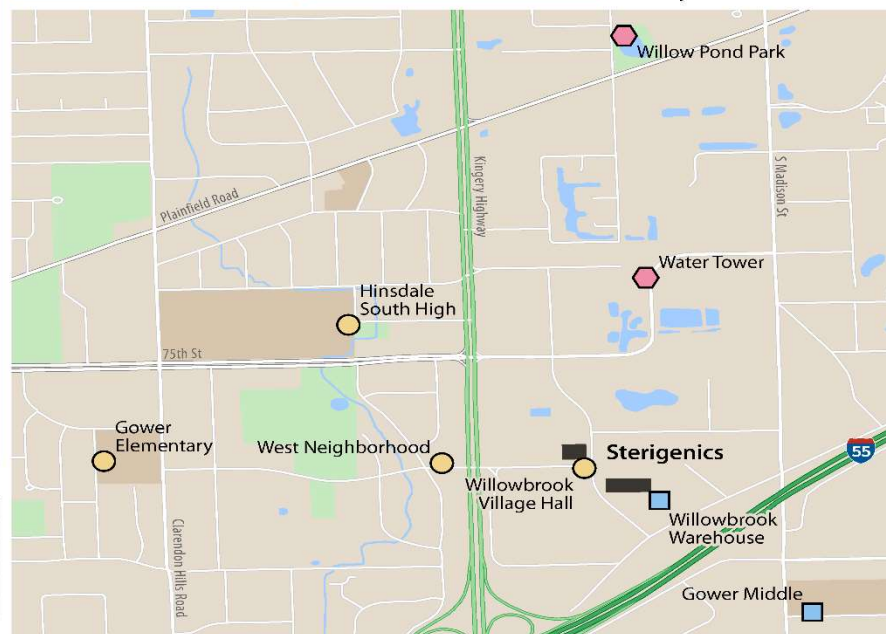 Willow Pond Park
Kingery Highway
S Madison St
Plainfield Road
Water Tower
Hinsdale
South High
75th St
Gower
Elementary
West Neighborhood
Sterigenics
55
Willowbrook
Village Hall
Willowbrook
Warehouse
Clarendon Hills Road
Gower Middle